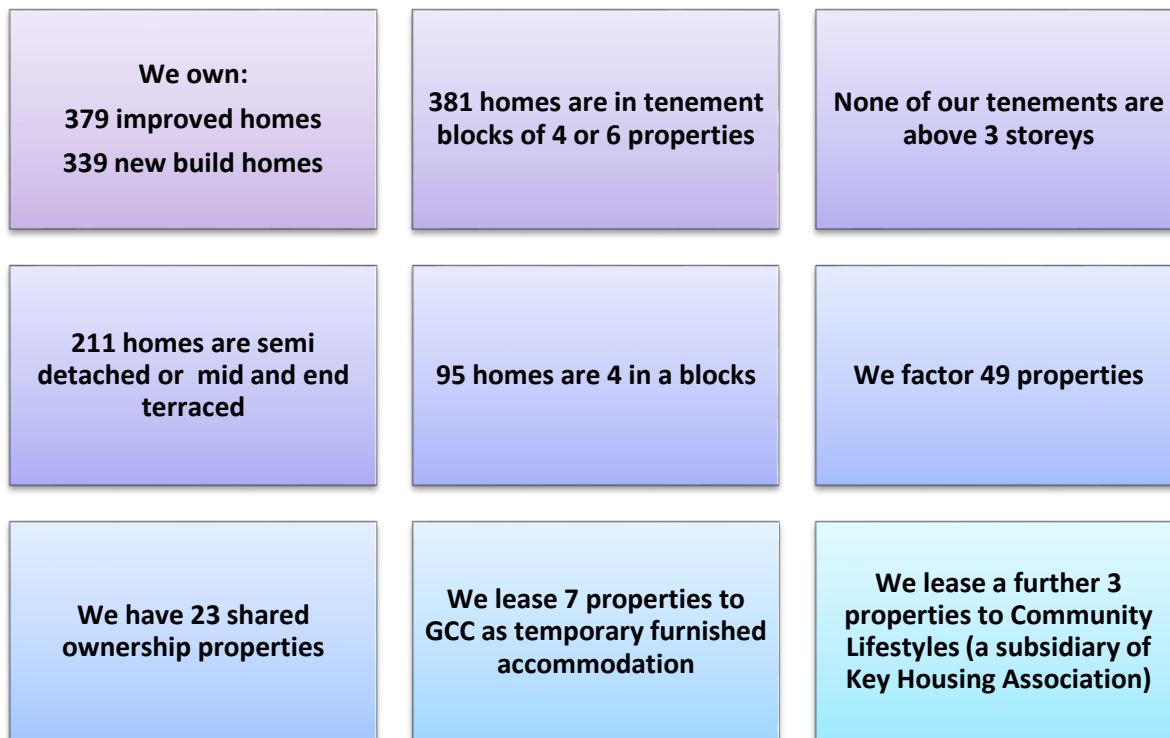 We own:
379 improved homes
339 new build homes
381 homes are in tenement
blocks of 4 or 6 properties
None of our tenements are
above 3 storeys
211 homes are semi
detached or  mid and end
terraced
95 homes are 4 in a blocks
We factor 49 properties
We have 23 shared
ownership properties
We lease 7 properties to
GCC as temporary furnished
accommodation
We lease a further 3
properties to Community
Lifestyles (a subsidiary of
Key Housing Association)